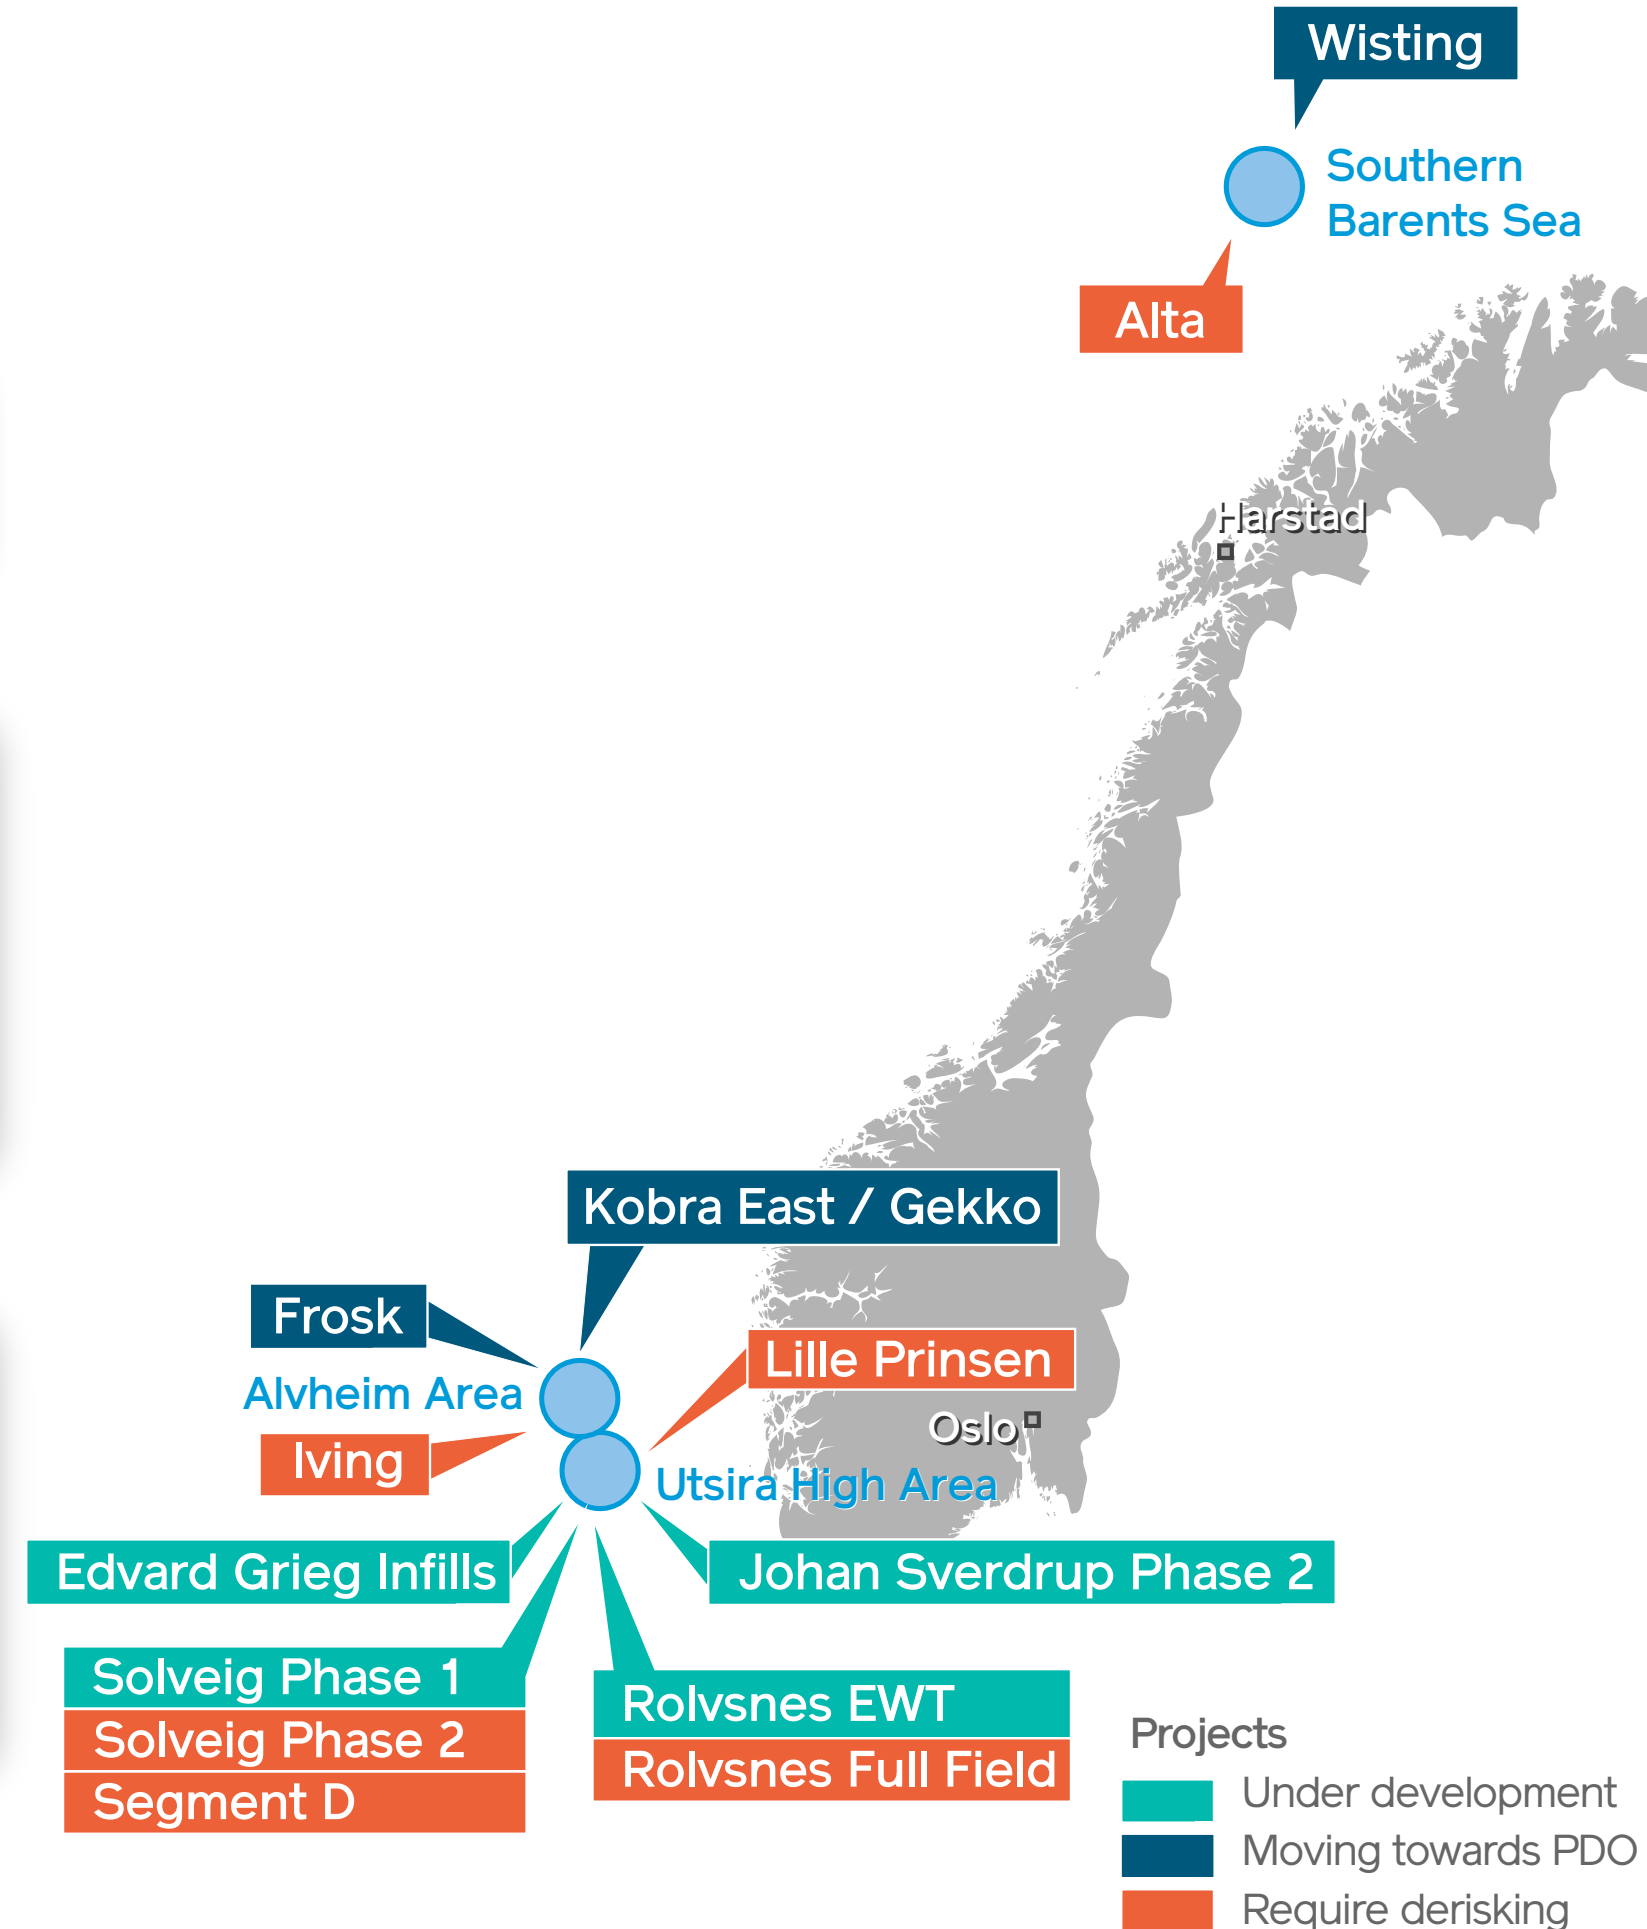 Wisting
Southern
Barents Sea
Alta
Harstad
Kobra East / Gekko
Frosk
Lille Prinsen
Alvheim Area
Oslo
Iving
Utsira High Area
Edvard Grieg Infills
Johan Sverdrup Phase 2
Solveig Phase 1
Solveig Phase 2
Segment D
Rolvsnes EWT
Rolvsnes Full Field
Projects
Under development
Moving towards PDO
Require derisking